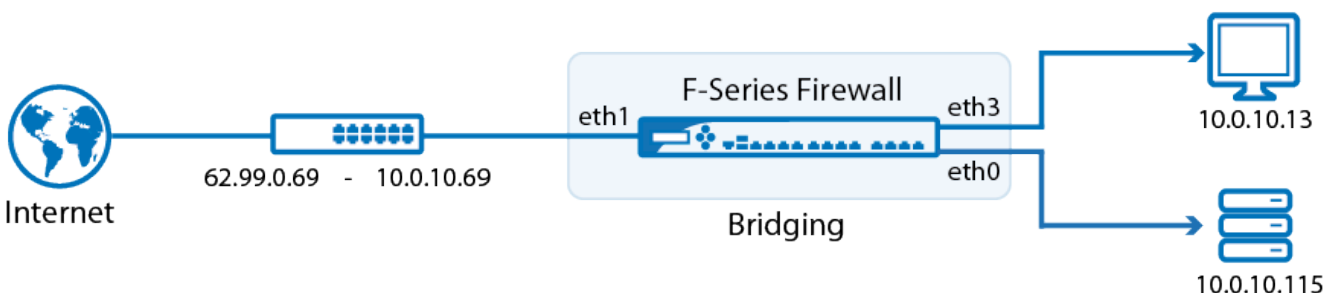 Internet
62.99.0.69 - 10.0.10.69
F-Series Firewall
eth1
eth3
eth0
Bridging
10.0.10.13
10.0.10.115